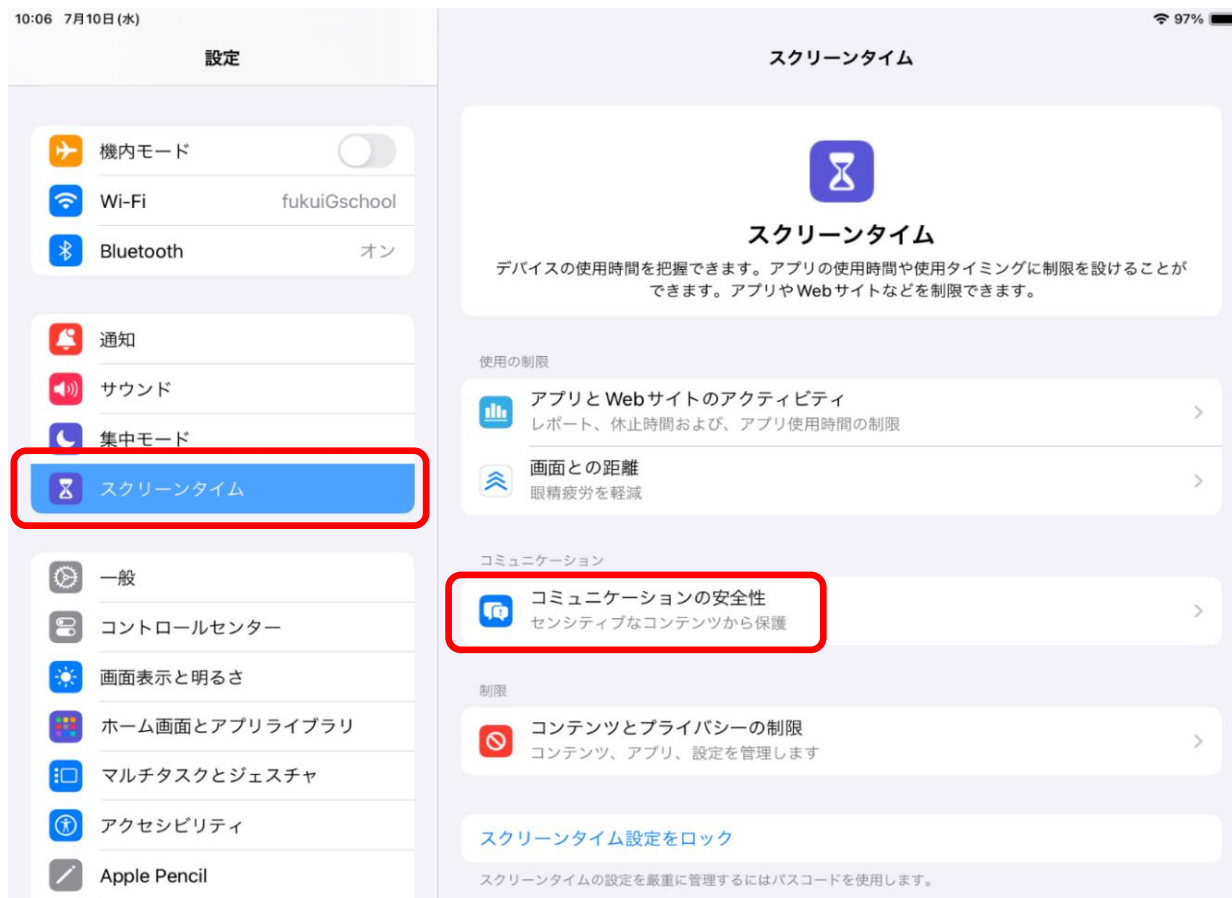 10:06 7月10日(水)
97%
設定
機内モード
Wi-Fi fukuiGschool
Bluetooth オン
通知
サウンド
集中モード
スクリーンタイム
一般
コントロールセンター
画面表示と明るさ
ホーム画面とアプリライブラリ
マルチタスクとジェスチャ
アクセシビリティ
Apple Pencil
スクリーンタイム
スクリーンタイム
デバイスの使用時間を把握できます。アプリの使用時間や使用タイミングに制限を設けることが
できます。アプリやWebサイトなどを制限できます。
使用の制限
アプリとWebサイトのアクティビティ
レポート、休止時間および、アプリ使用時間の制限
画面との距離
眼精疲労を軽減
コミュニケーション
コミュニケーションの安全性
センシティブなコンテンツから保護
制限
コンテンツとプライバシーの制限
コンテンツ、アプリ、設定を管理します
スクリーンタイム設定をロック
スクリーンタイムの設定を厳重に管理するにはパスコードを使用します。